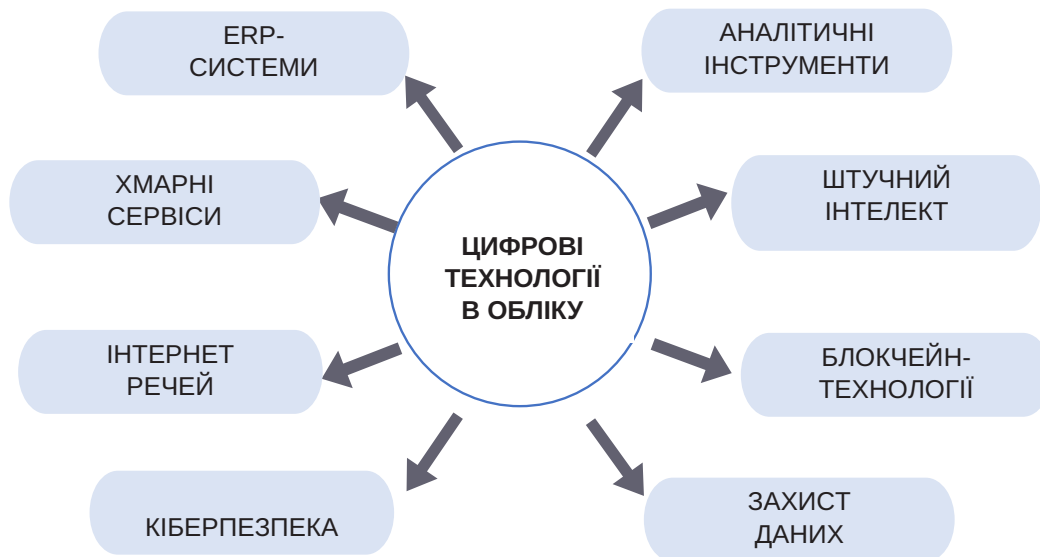 ERP-
СИСТЕМИ
АНАЛІТИЧНІ
ІНСТРУМЕНТИ
ХМАРНІ
СЕРВІСИ
ШТУЧНИЙ
ІНТЕЛЕКТ
ЦИФРОВІ
ТЕХНОЛОГІЇ
В ОБЛІКУ
ІНТЕРНЕТ
РЕЧЕЙ
БЛОКЧЕЙН-
ТЕХНОЛОГІЇ
КІБЕРПЕЗПЕКА
ЗАХИСТ
ДАНИХ